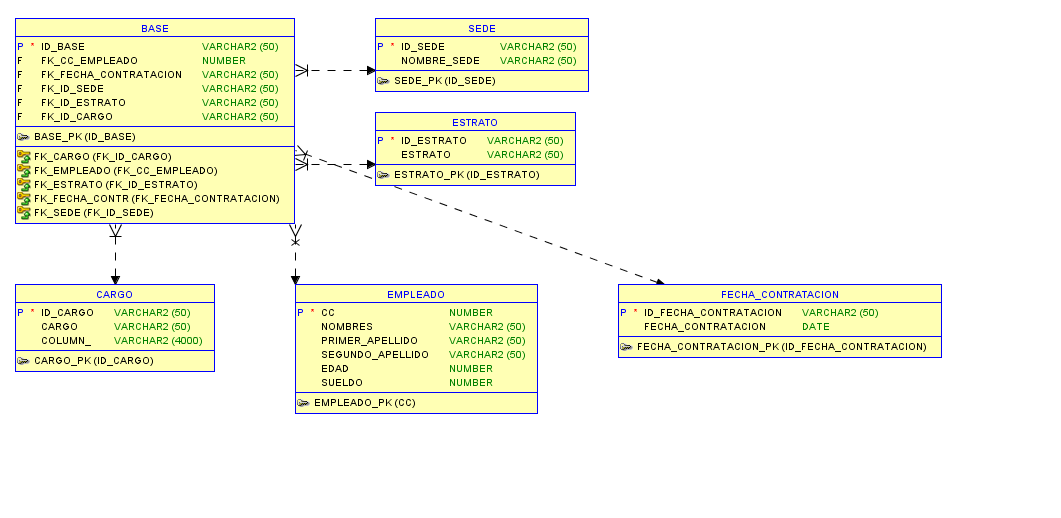 BASE
P * ID_BASE VARCHAR2 (50)
F FK_CC_EMPLEADO NUMBER
F FK_FECHA_CONTRATACION VARCHAR2 (50)
F FK_ID_SEDE VARCHAR2 (50)
F FK_ID_ESTRATO VARCHAR2 (50)
F FK_ID_CARGO VARCHAR2 (50)
BASE_PK (ID_BASE)
FK_CARGO (FK_ID_CARGO)
FK_EMPLEADO (FK_CC_EMPLEADO)
FK_ESTRATO (FK_ID_ESTRATO)
FK_FECHA_CONTR (FK_FECHA_CONTRATACION)
FK_SEDE (FK_ID_SEDE)
SEDE
P * ID_SEDE VARCHAR2 (50)
NOMBRE_SEDE VARCHAR2 (50)
SEDE_PK (ID_SEDE)
ESTRATO
P * ID_ESTRATO VARCHAR2 (50)
ESTRATO VARCHAR2 (50)
ESTRATO_PK (ID_ESTRATO)
CARGO
P * ID_CARGO VARCHAR2 (50)
CARGO VARCHAR2 (50)
COLUMN_ VARCHAR2 (4000)
CARGO_PK (ID_CARGO)
EMPLEADO
P * CC NUMBER
NOMBRES VARCHAR2 (50)
PRIMER_APELLIDO VARCHAR2 (50)
SEGUNDO_APELLIDO VARCHAR2 (50)
EDAD NUMBER
SUELDO NUMBER
EMPLEADO_PK (CC)
FECHA_CONTRATACION
P * ID_FECHA_CONTRATACION VARCHAR2 (50)
FECHA_CONTRATACION DATE
FECHA_CONTRATACION_PK (ID_FECHA_CONTRATACION)